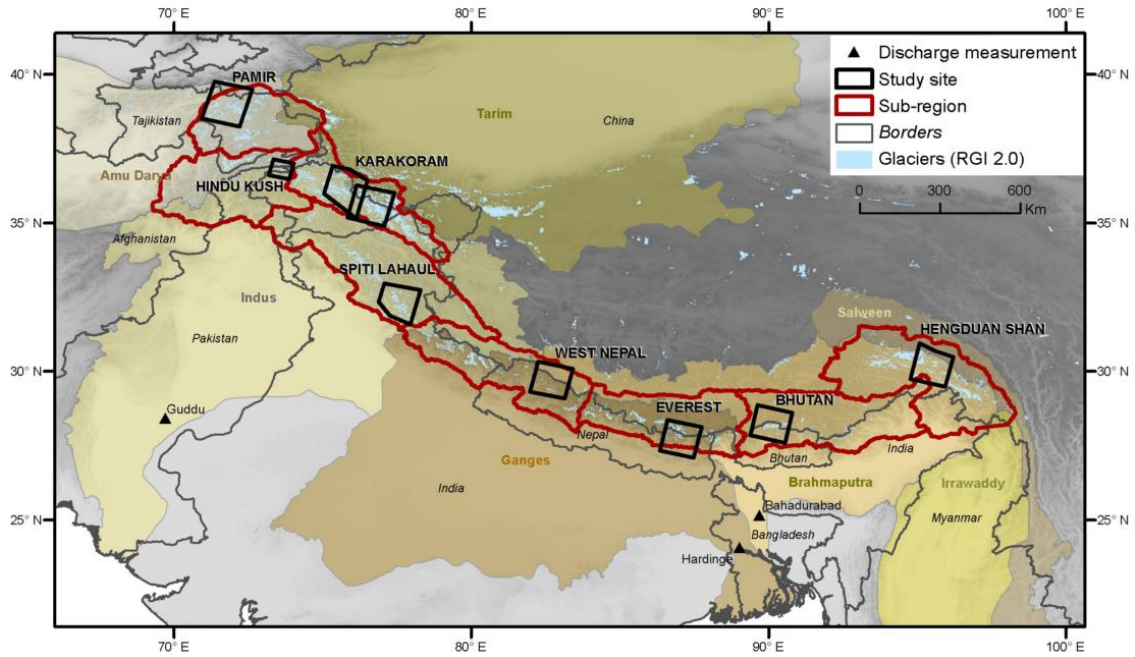 70° E
80° E
90° E
100° E
40° N
40° N
35° N
35° N
30° N
30° N
25° N
25° N
70° E
80° E
90° E
100° E
▲ Discharge measurement
Study site
Sub-region
Borders
Glaciers (RGI 2.0)
0 300 600
Km
PAMIR
Tajikistan
Tarim
China
KARAKORAM
Amu Darya
HINDU KUSH
Afghanistan
SPITI LAHAUL
Indus
Pakistan
Salween
HENGDUAN SHAN
WEST NEPAL
Guddu
EVEREST
BHUTAN
Nepal
India
Ganges
Bhutan
India
Brahmaputra
Irrawaddy
Bahadurabad
Myanmar
Bangladesh
Hardinge